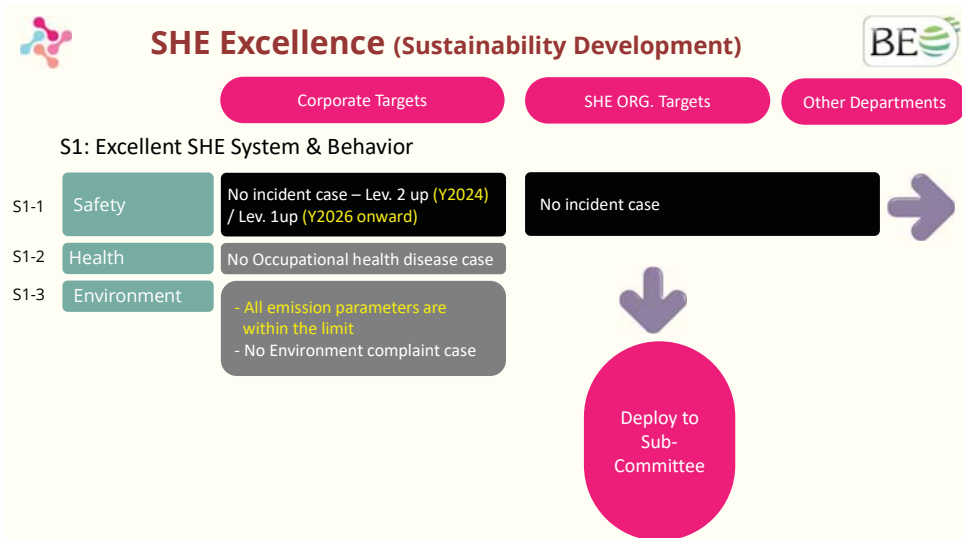 SHE Excellence (Sustainability Development)
BE
Corporate Targets
SHE ORG. Targets
Other Departments
S1: Excellent SHE System & Behavior
S1-1
Safety
No incident case – Lev. 2 up (Y2024)
/ Lev. 1up (Y2026 onward)
No incident case
S1-2
Health
No Occupational health disease case
S1-3
Environment
- All emission parameters are
within the limit
- No Environment complaint case
Deploy to
Sub-
Committee